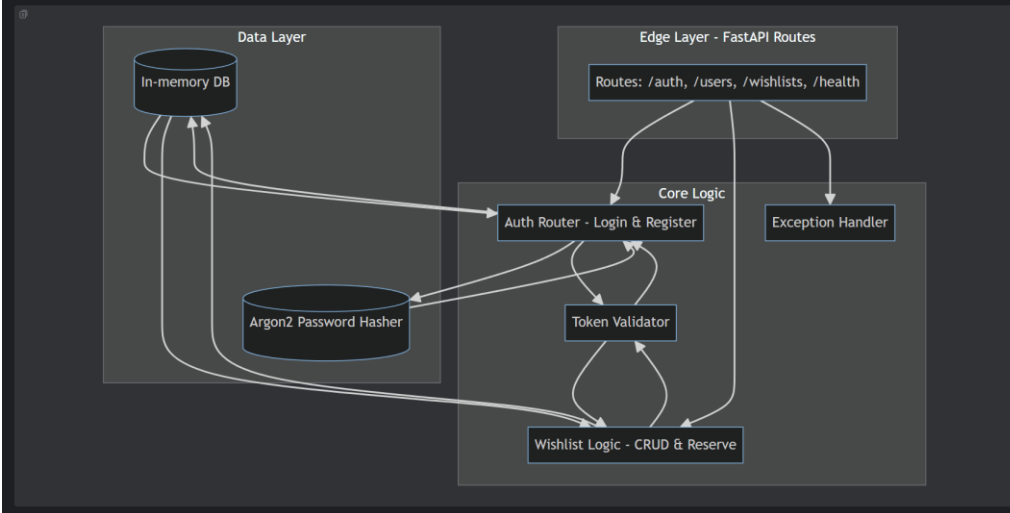 Data Layer
Edge Layer - FastAPI Routes
In-memory DB
Routes: /auth, /users, /wishlists, /health
Core Logic
Auth Router - Login & Register
Exception Handler
Argon2 Password Hasher
Token Validator
Wishlist Logic - CRUD & Reserve